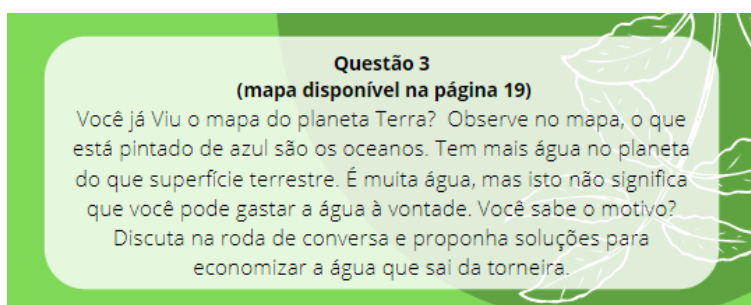 Questão 3
(mapa disponível na página 19)
Você já Viu o mapa do planeta Terra? Observe no mapa, o que
está pintado de azul são os oceanos. Tem mais água no planeta
do que superfície terrestre. É muita água, mas isto não significa
que você pode gastar a água à vontade. Você sabe o motivo?
Discuta na roda de conversa e proponha soluções para
economizar a água que sai da torneira.